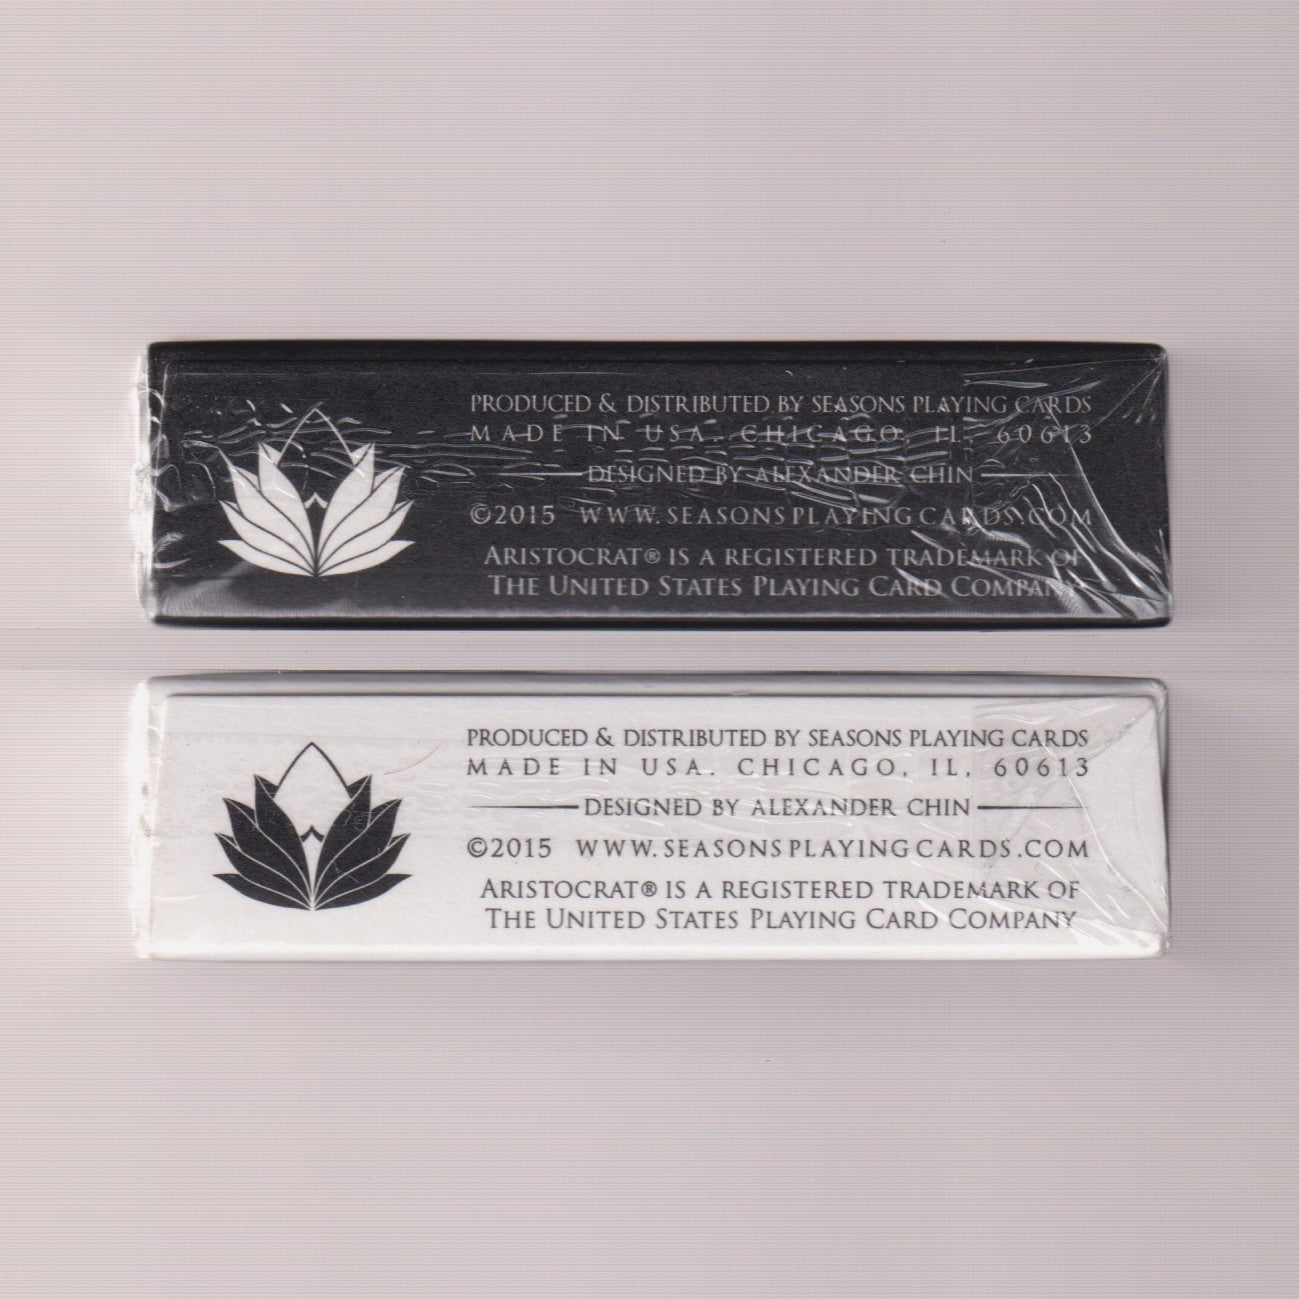 PRODUCED & DISTRIBUTED BY SEASONS PLAYING CARDS
MADE IN USA. CHICAGO, IL, 60613
DESIGNED BY ALEXANDER CHIN
©2015 WWW.SEASONSPLAYINGCARDS.COM
ARISTOCRAT® IS A REGISTERED TRADEMARK OF
THE UNITED STATES PLAYING CARD COMPANY
PRODUCED & DISTRIBUTED BY SEASONS PLAYING CARDS
MADE IN USA. CHICAGO, IL, 60613
DESIGNED BY ALEXANDER CHIN
©2015 WWW.SEASONSPLAYINGCARDS.COM
ARISTOCRAT® IS A REGISTERED TRADEMARK OF
THE UNITED STATES PLAYING CARD COMPANY